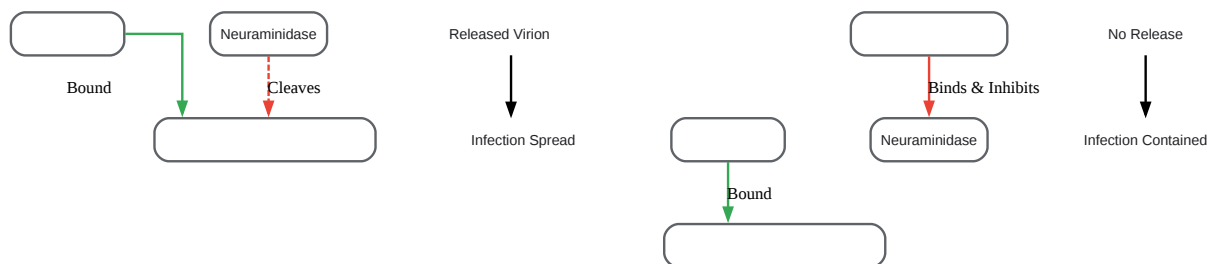 Neuraminidase
Released Virion
Bound
Cleaves
Infection Spread
No Release
Binds & Inhibits
Neuraminidase
Infection Contained
Bound